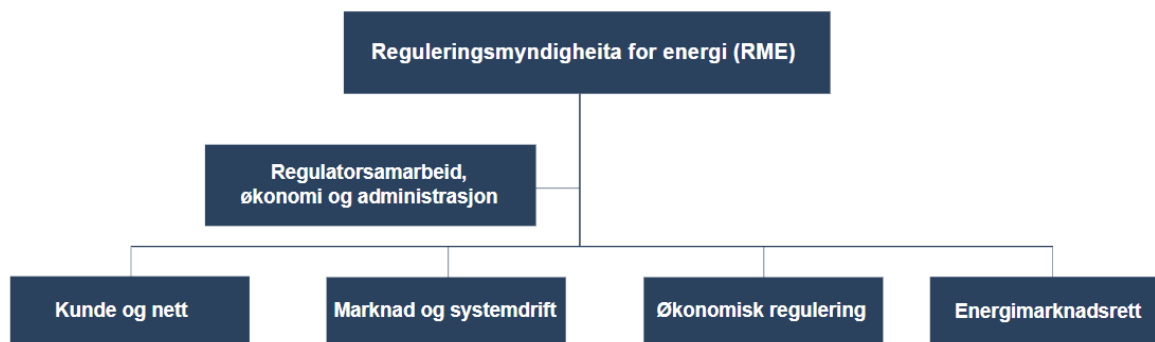 Reguleringsmyndigheita for energi (RME)
Regulatorsamarbeid,
økonomi og administrasjon
Kunde og nett
Marknad og systemdrift
Økonomisk regulering
Energimarknadsrett